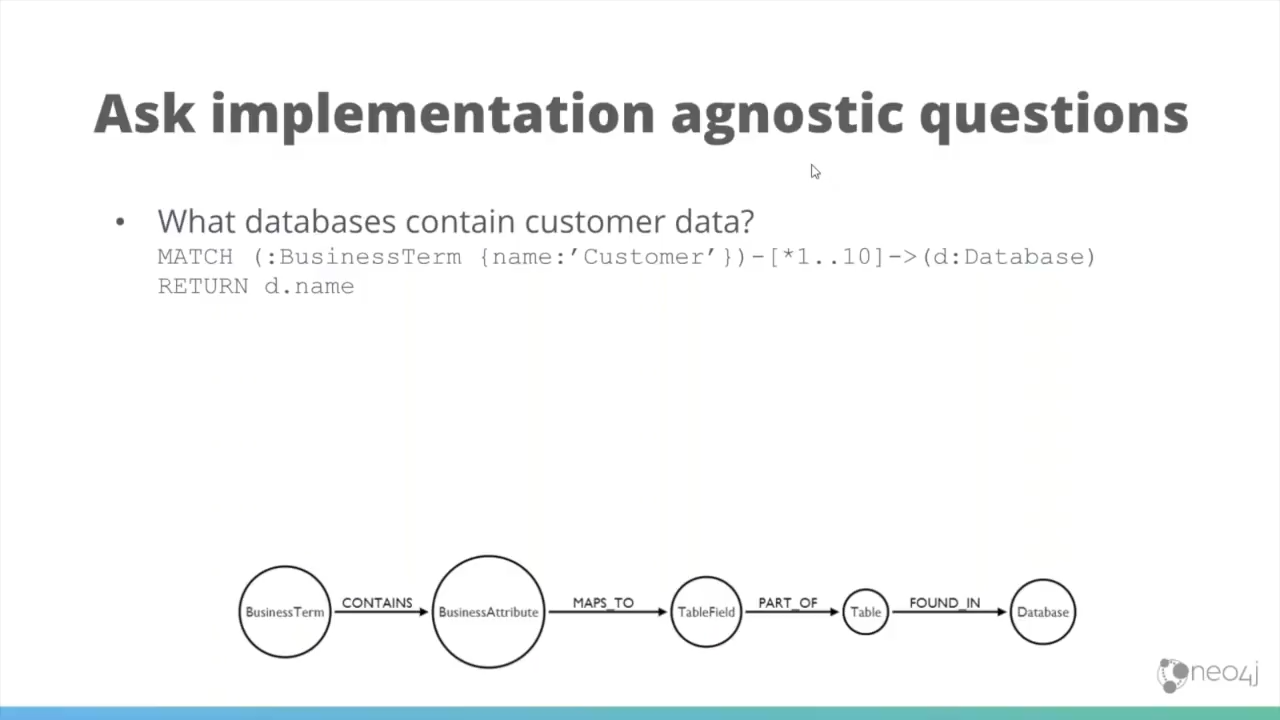 Ask implementation agnostic questions
• What databases contain customer data?
MATCH (:BusinessTerm {name:’Customer’})-[*1..10]->(d:Database)
RETURN d.name
BusinessTerm CONTAINS BusinessAttribute MAPS_TO TableField PART_OF Table FOUND_IN Database
neo4j